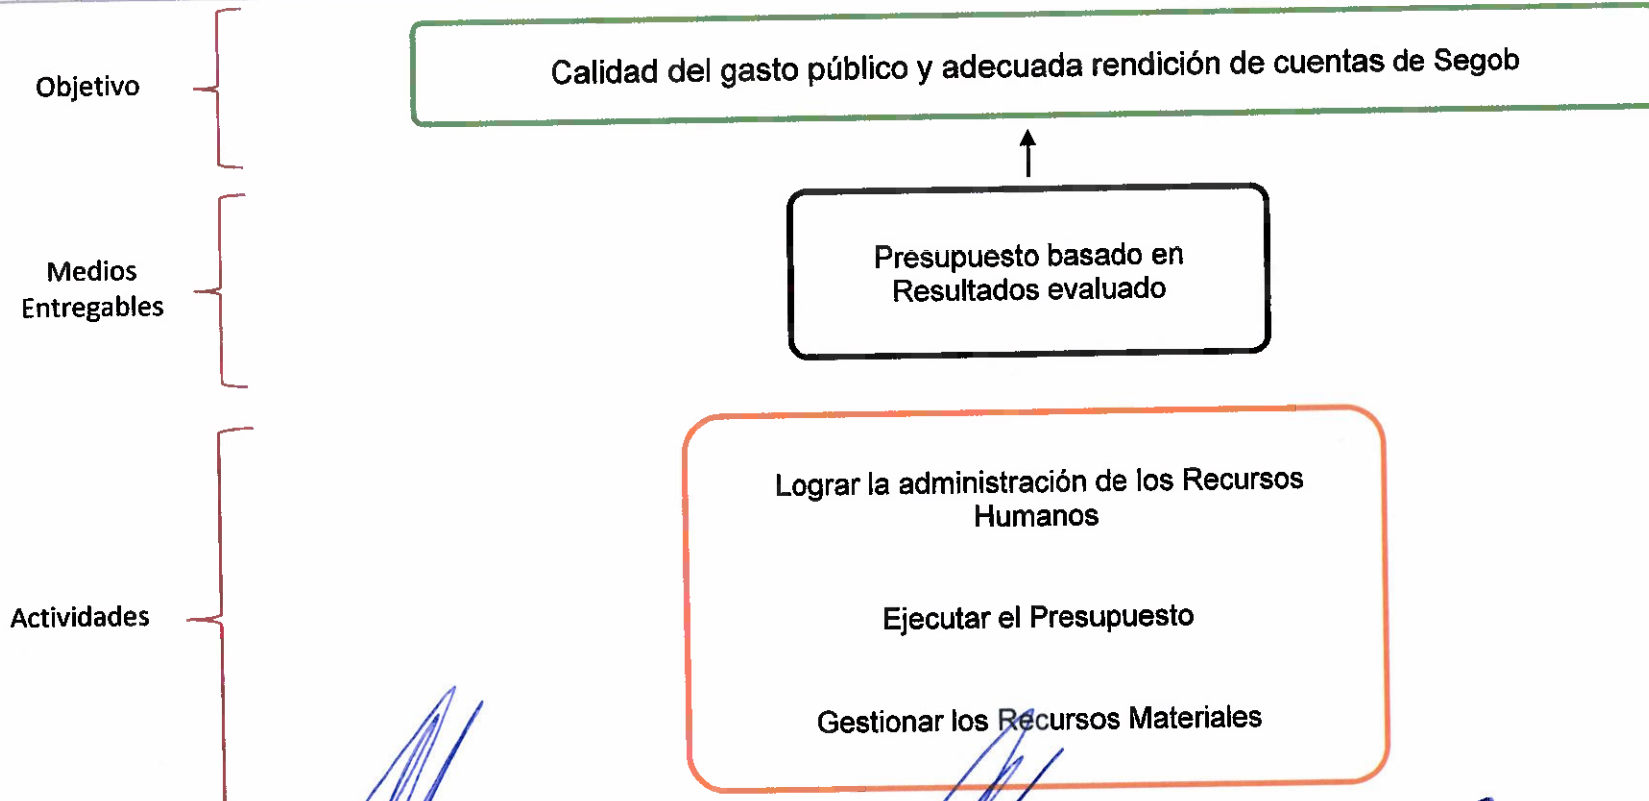 Objetivo
Calidad del gasto público y adecuada rendición de cuentas de Segob
Medios
Entregables
Presupuesto basado en
Resultados evaluado
Actividades
Lograr la administración de los Recursos
Humanos
Ejecutar el Presupuesto
Gestionar los Recursos Materiales